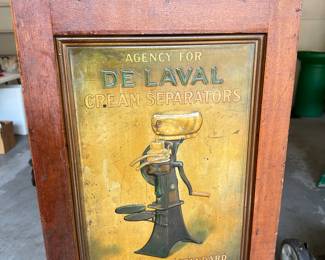 AGENCY FOR
DE LAVAL
CREAM SEPARATORS